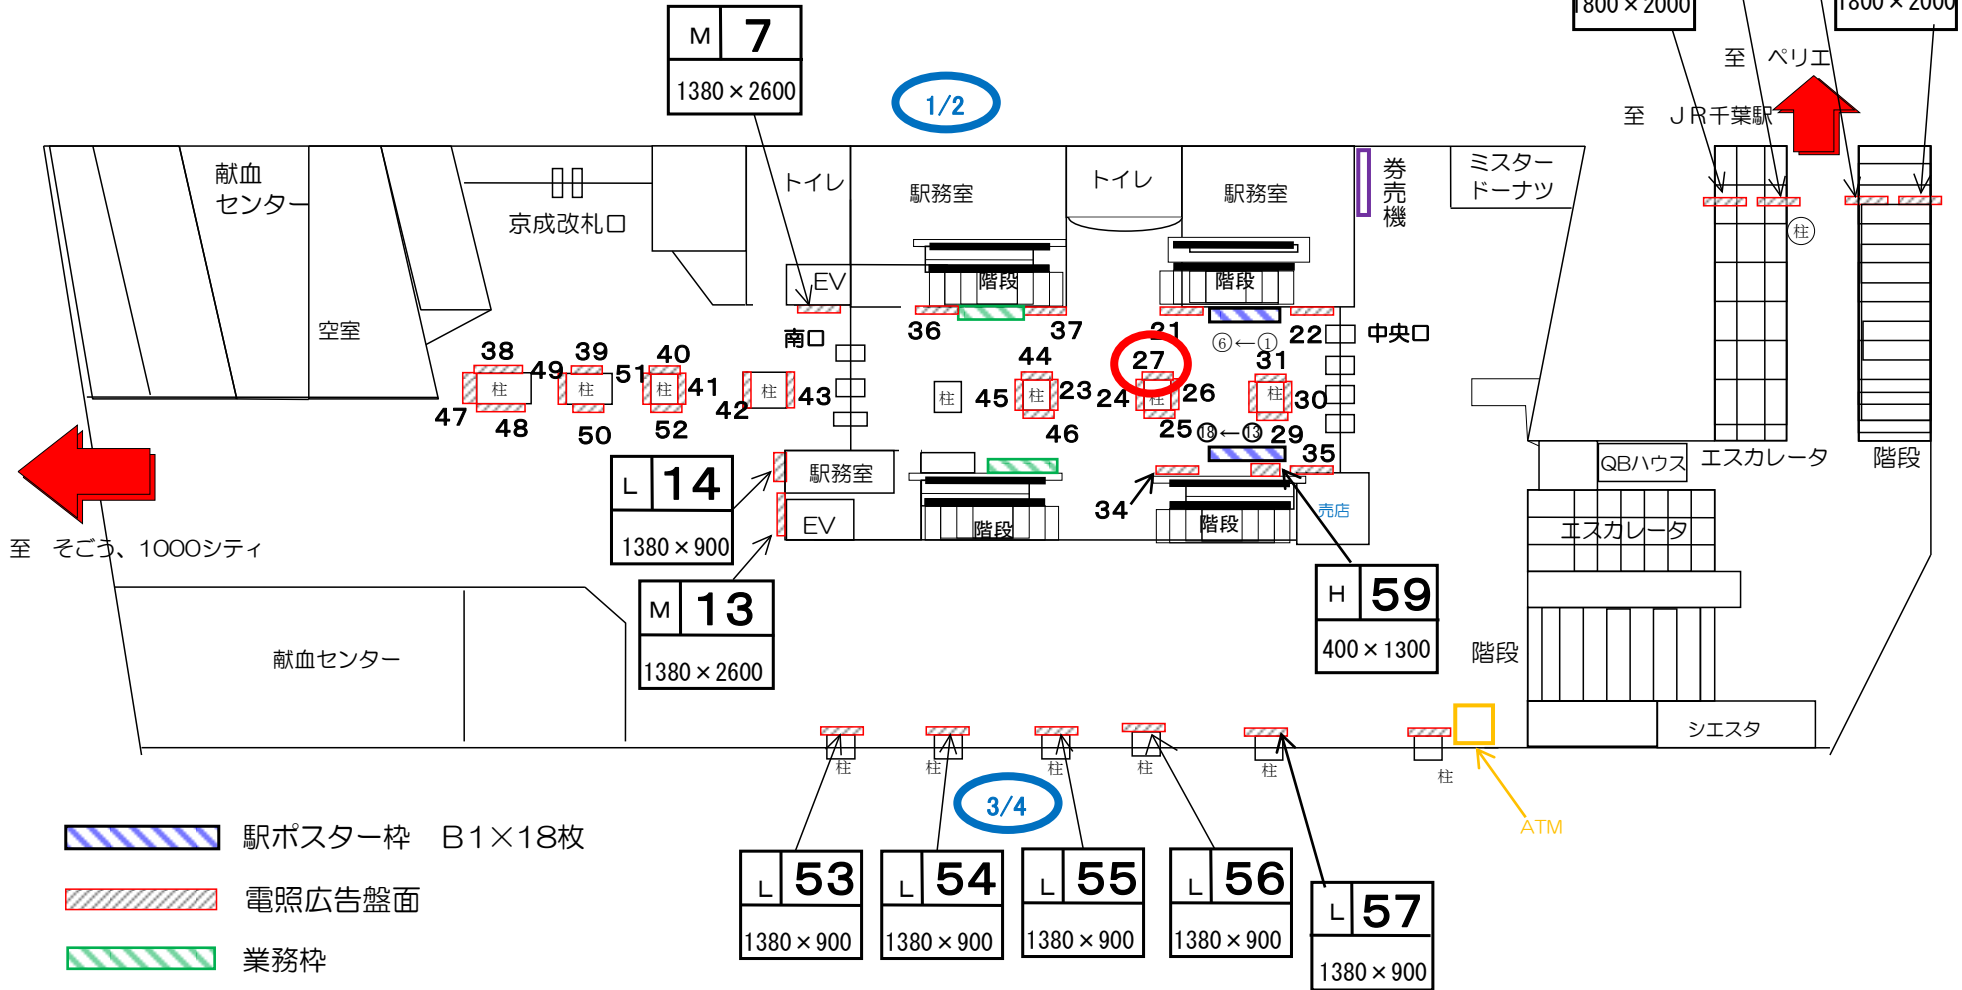 1800×2000
1800×2000
M 7
1380×2600
1/2
至 ペリエ
至 JR千葉駅
献血
センター
京成改札口
トイレ
駅務室
トイレ
駅務室
券売機
ミスター
ドーナツ
柱
EV
階段
階段
空室
南口
36
37
21
22
中央口
⑥←①
38
39
40
44
27
31
49
51
柱
柱
柱
41
柱
43
柱
45
柱
23
24
柱
26
柱
30
47
48
50
52
42
46
25
⑱←⑬
29
35
L 14
1380×900
駅務室
EV
階段
34
階段
売店
QBハウス
エスカレータ
階段
エスカレータ
至 そごう、1000シティ
M 13
1380×2600
H 59
400×1300
階段
献血センター
シエスタ
柱
柱
柱
柱
柱
柱
3/4
ATM
駅ポスター枠 B1×18枚
電照広告盤面
業務枠
L 53
1380×900
L 54
1380×900
L 55
1380×900
L 56
1380×900
L 57
1380×900